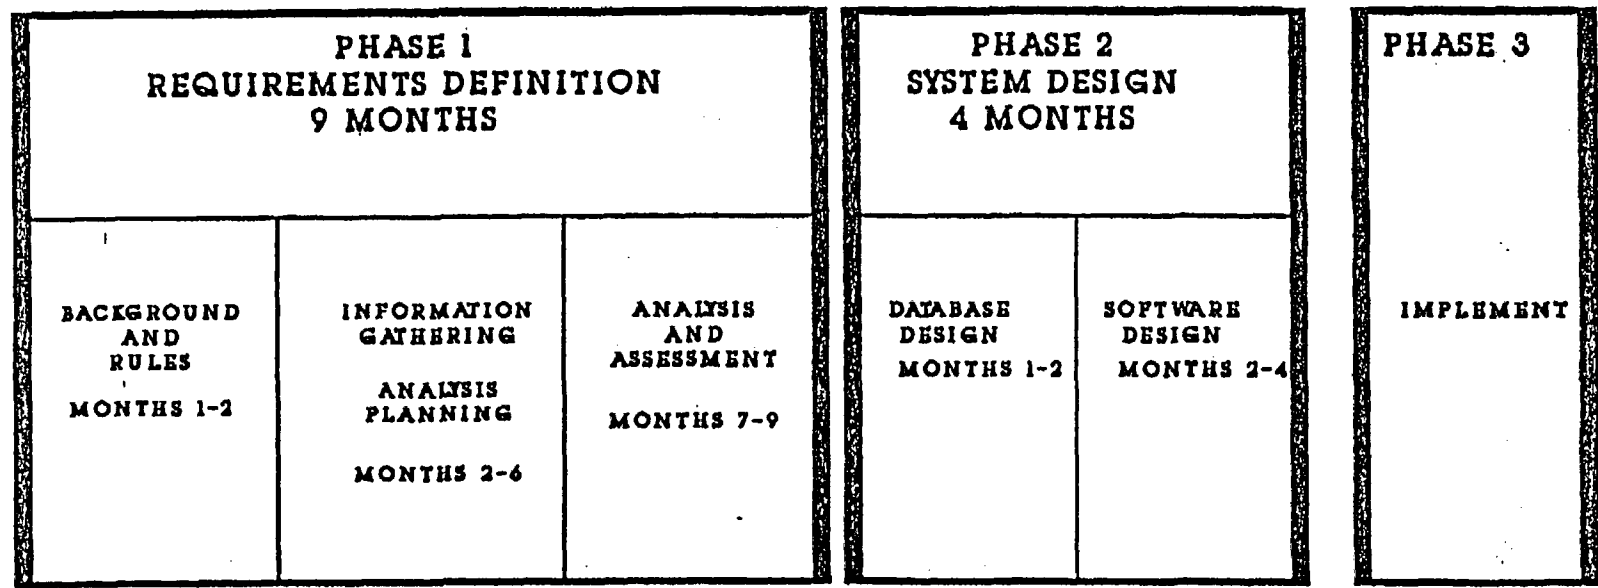 PHASE 1
REQUIREMENTS DEFINITION
9 MONTHS
BACKGROUND
AND
RULES
MONTHS 1-2
INFORMATION
GATHERING
ANALYSIS
PLANNING
MONTHS 2-6
ANALYSIS
AND
ASSESSMENT
MONTHS 7-9
PHASE 2
SYSTEM DESIGN
4 MONTHS
DATABASE
DESIGN
MONTHS 1-2
SOFTWARE
DESIGN
MONTHS 2-4
PHASE 3
IMPLEMENT